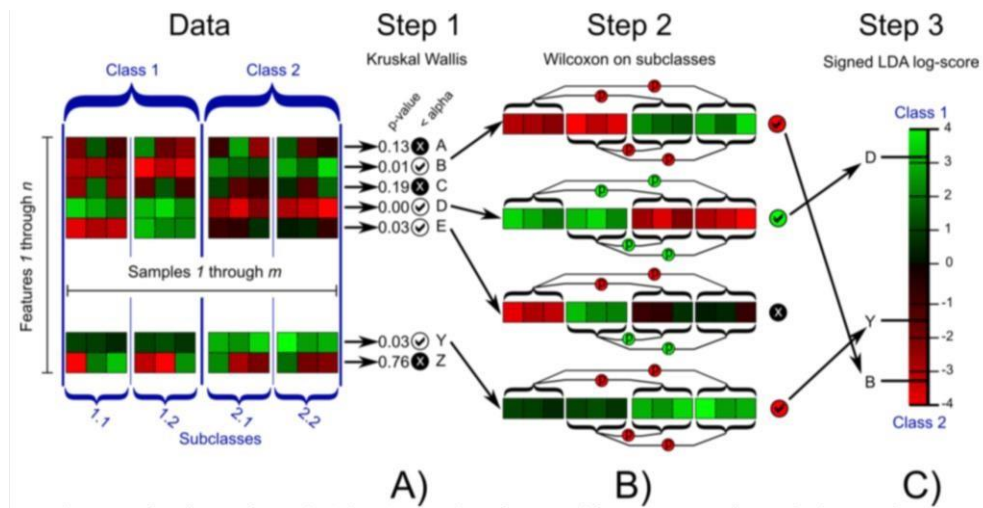 Data
Step 1
Step 2
Step 3
Kruskal Wallis
Wilcoxon on subclasses
Signed LDA log-score
Class 1
Class 2
p-value
< alpha
Features 1 through n
0.13 X A
0.01 B
0.19 X C
0.00 D
0.03 E
Samples 1 through m
0.03 Y
0.76 X Z
1.1
1.2
2.1
2.2
Subclasses
p
p
p
p
p
p
p
p
p
p
p
p
X
p
p
p
p
Class 1
4
3
2
1
0
-1
-2
-3
-4
D
Y
B
Class 2
A)
B)
C)